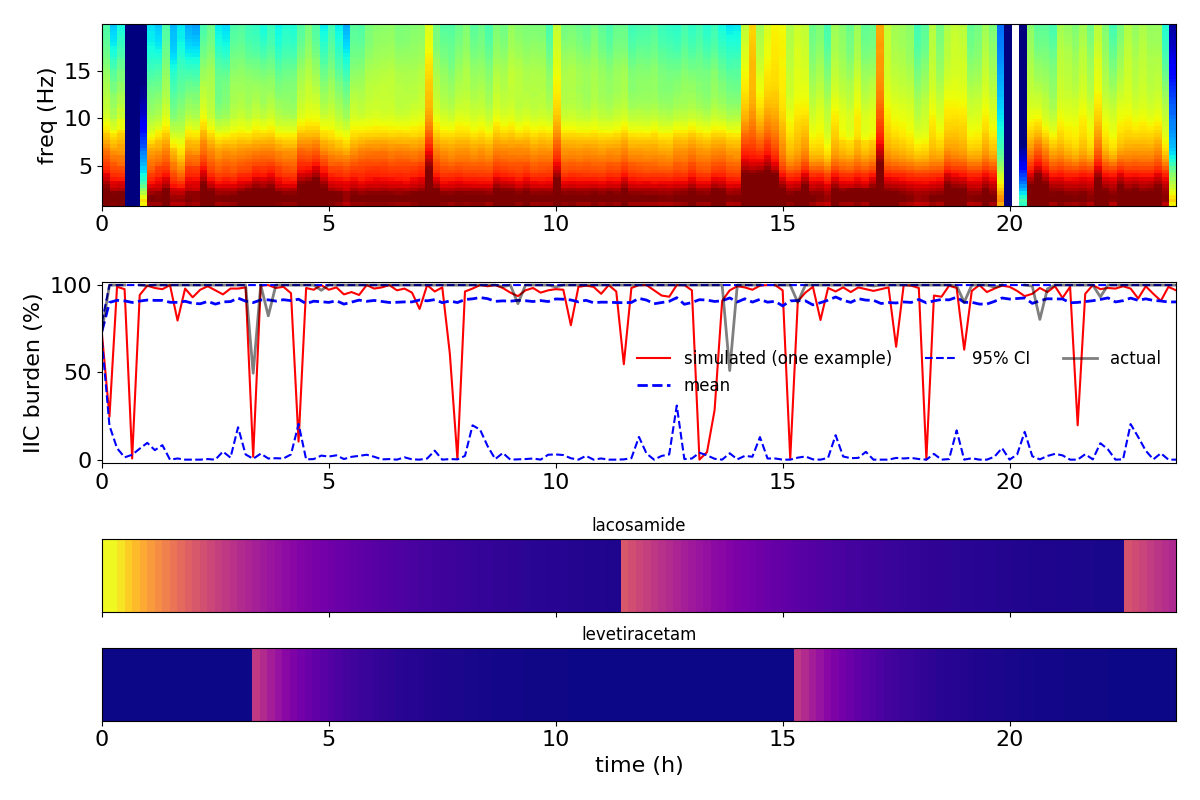 freq (Hz)
15
10
5
0 5 10 15 20
IIC burden (%)
100
50
0
simulated (one example) 95% CI actual
mean
0 5 10 15 20
lacosamide
levetiracetam
0 5 10 15 20
time (h)